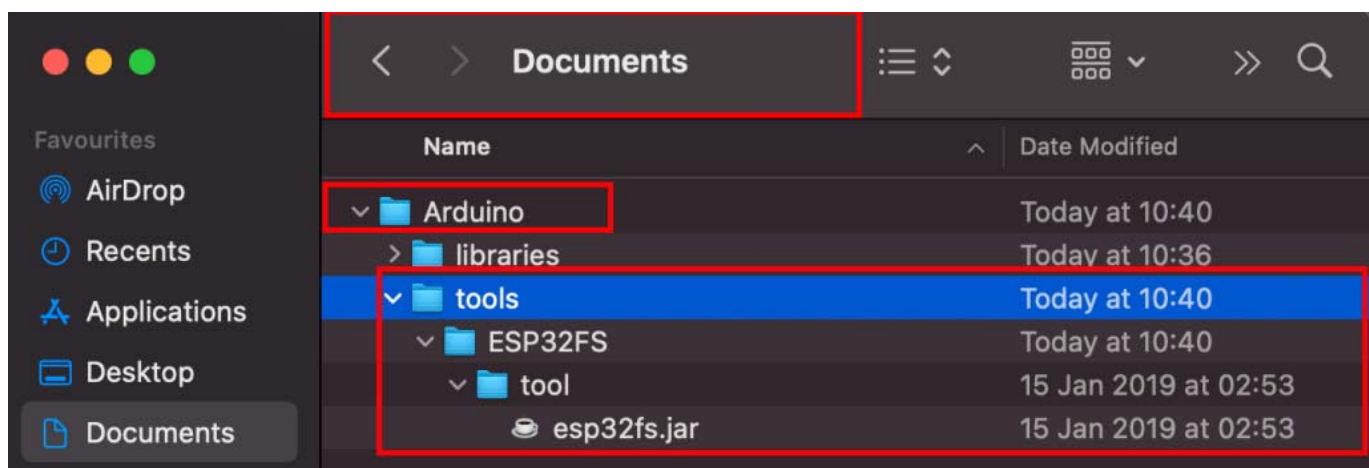 Documents
Favourites
Name Date Modified
AirDrop
Arduino Today at 10:40
Recents
libraries Today at 10:36
Applications
tools Today at 10:40
ESP32FS Today at 10:40
Desktop
tool 15 Jan 2019 at 02:53
Documents
esp32fs.jar 15 Jan 2019 at 02:53